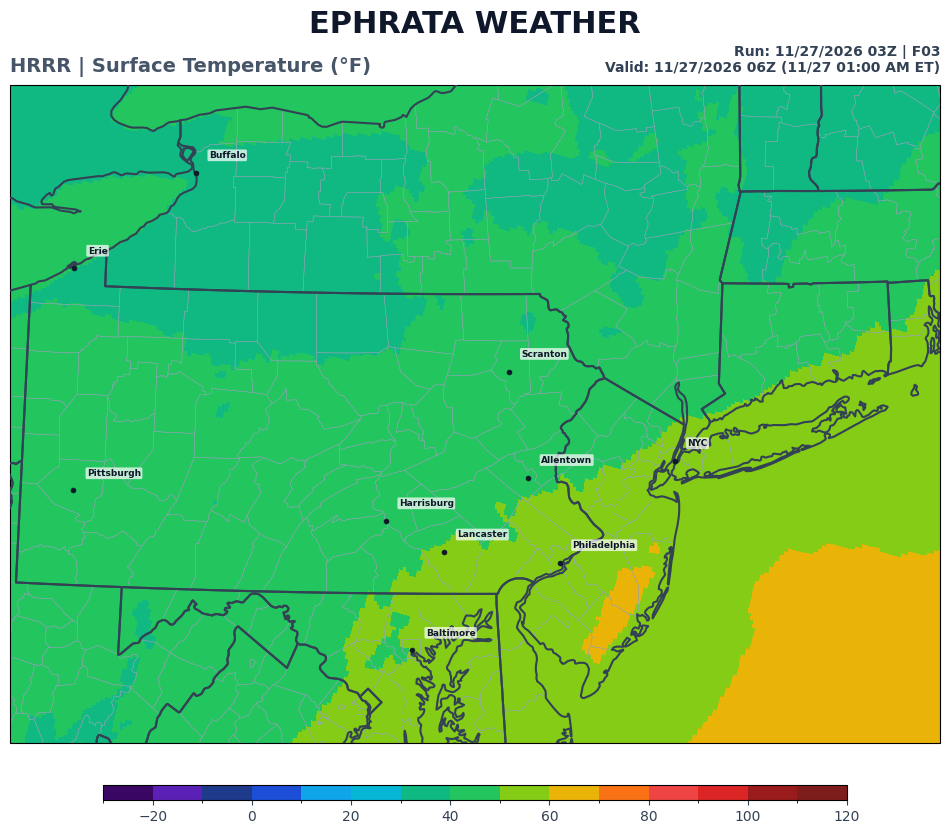 EPHRATA WEATHER
Run: 11/27/2026 03Z | F03
HRRR | Surface Temperature (°F)
Valid: 11/27/2026 06Z (11/27 01:00 AM ET)
Buffalo
Erie
Scranton
NYC
Allentown
Pittsburgh
Harrisburg
Lancaster
Philadelphia
Baltimore
−20 0 20 40 60 80 100 120